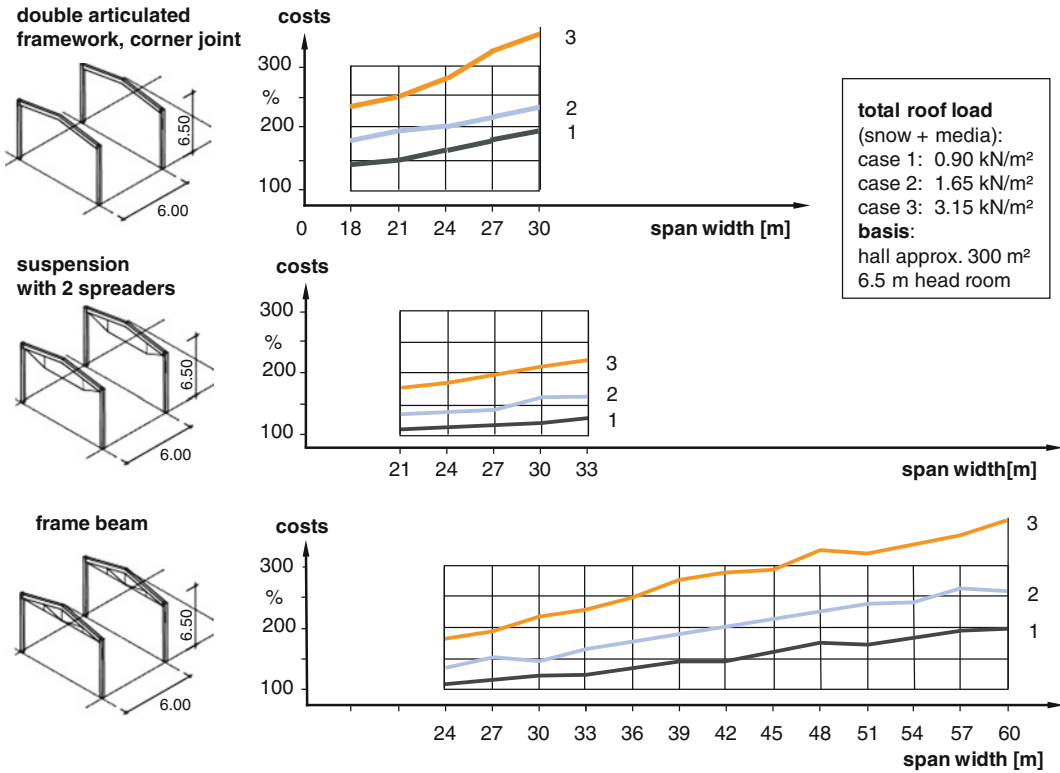 double articulated
framework, corner joint
6.50
6.00
costs
300
%
200
100
3
2
1
0 18 21 24 27 30 span width [m]
total roof load
(snow + media):
case 1: 0.90 kN/m²
case 2: 1.65 kN/m²
case 3: 3.15 kN/m²
basis:
hall approx. 300 m²
6.5 m head room
suspension
with 2 spreaders
6.50
6.00
costs
300
%
200
100
3
2
1
21 24 27 30 33 span width[m]
frame beam
6.50
6.00
costs
300
%
200
100
3
2
1
24 27 30 33 36 39 42 45 48 51 54 57 60
span width [m]